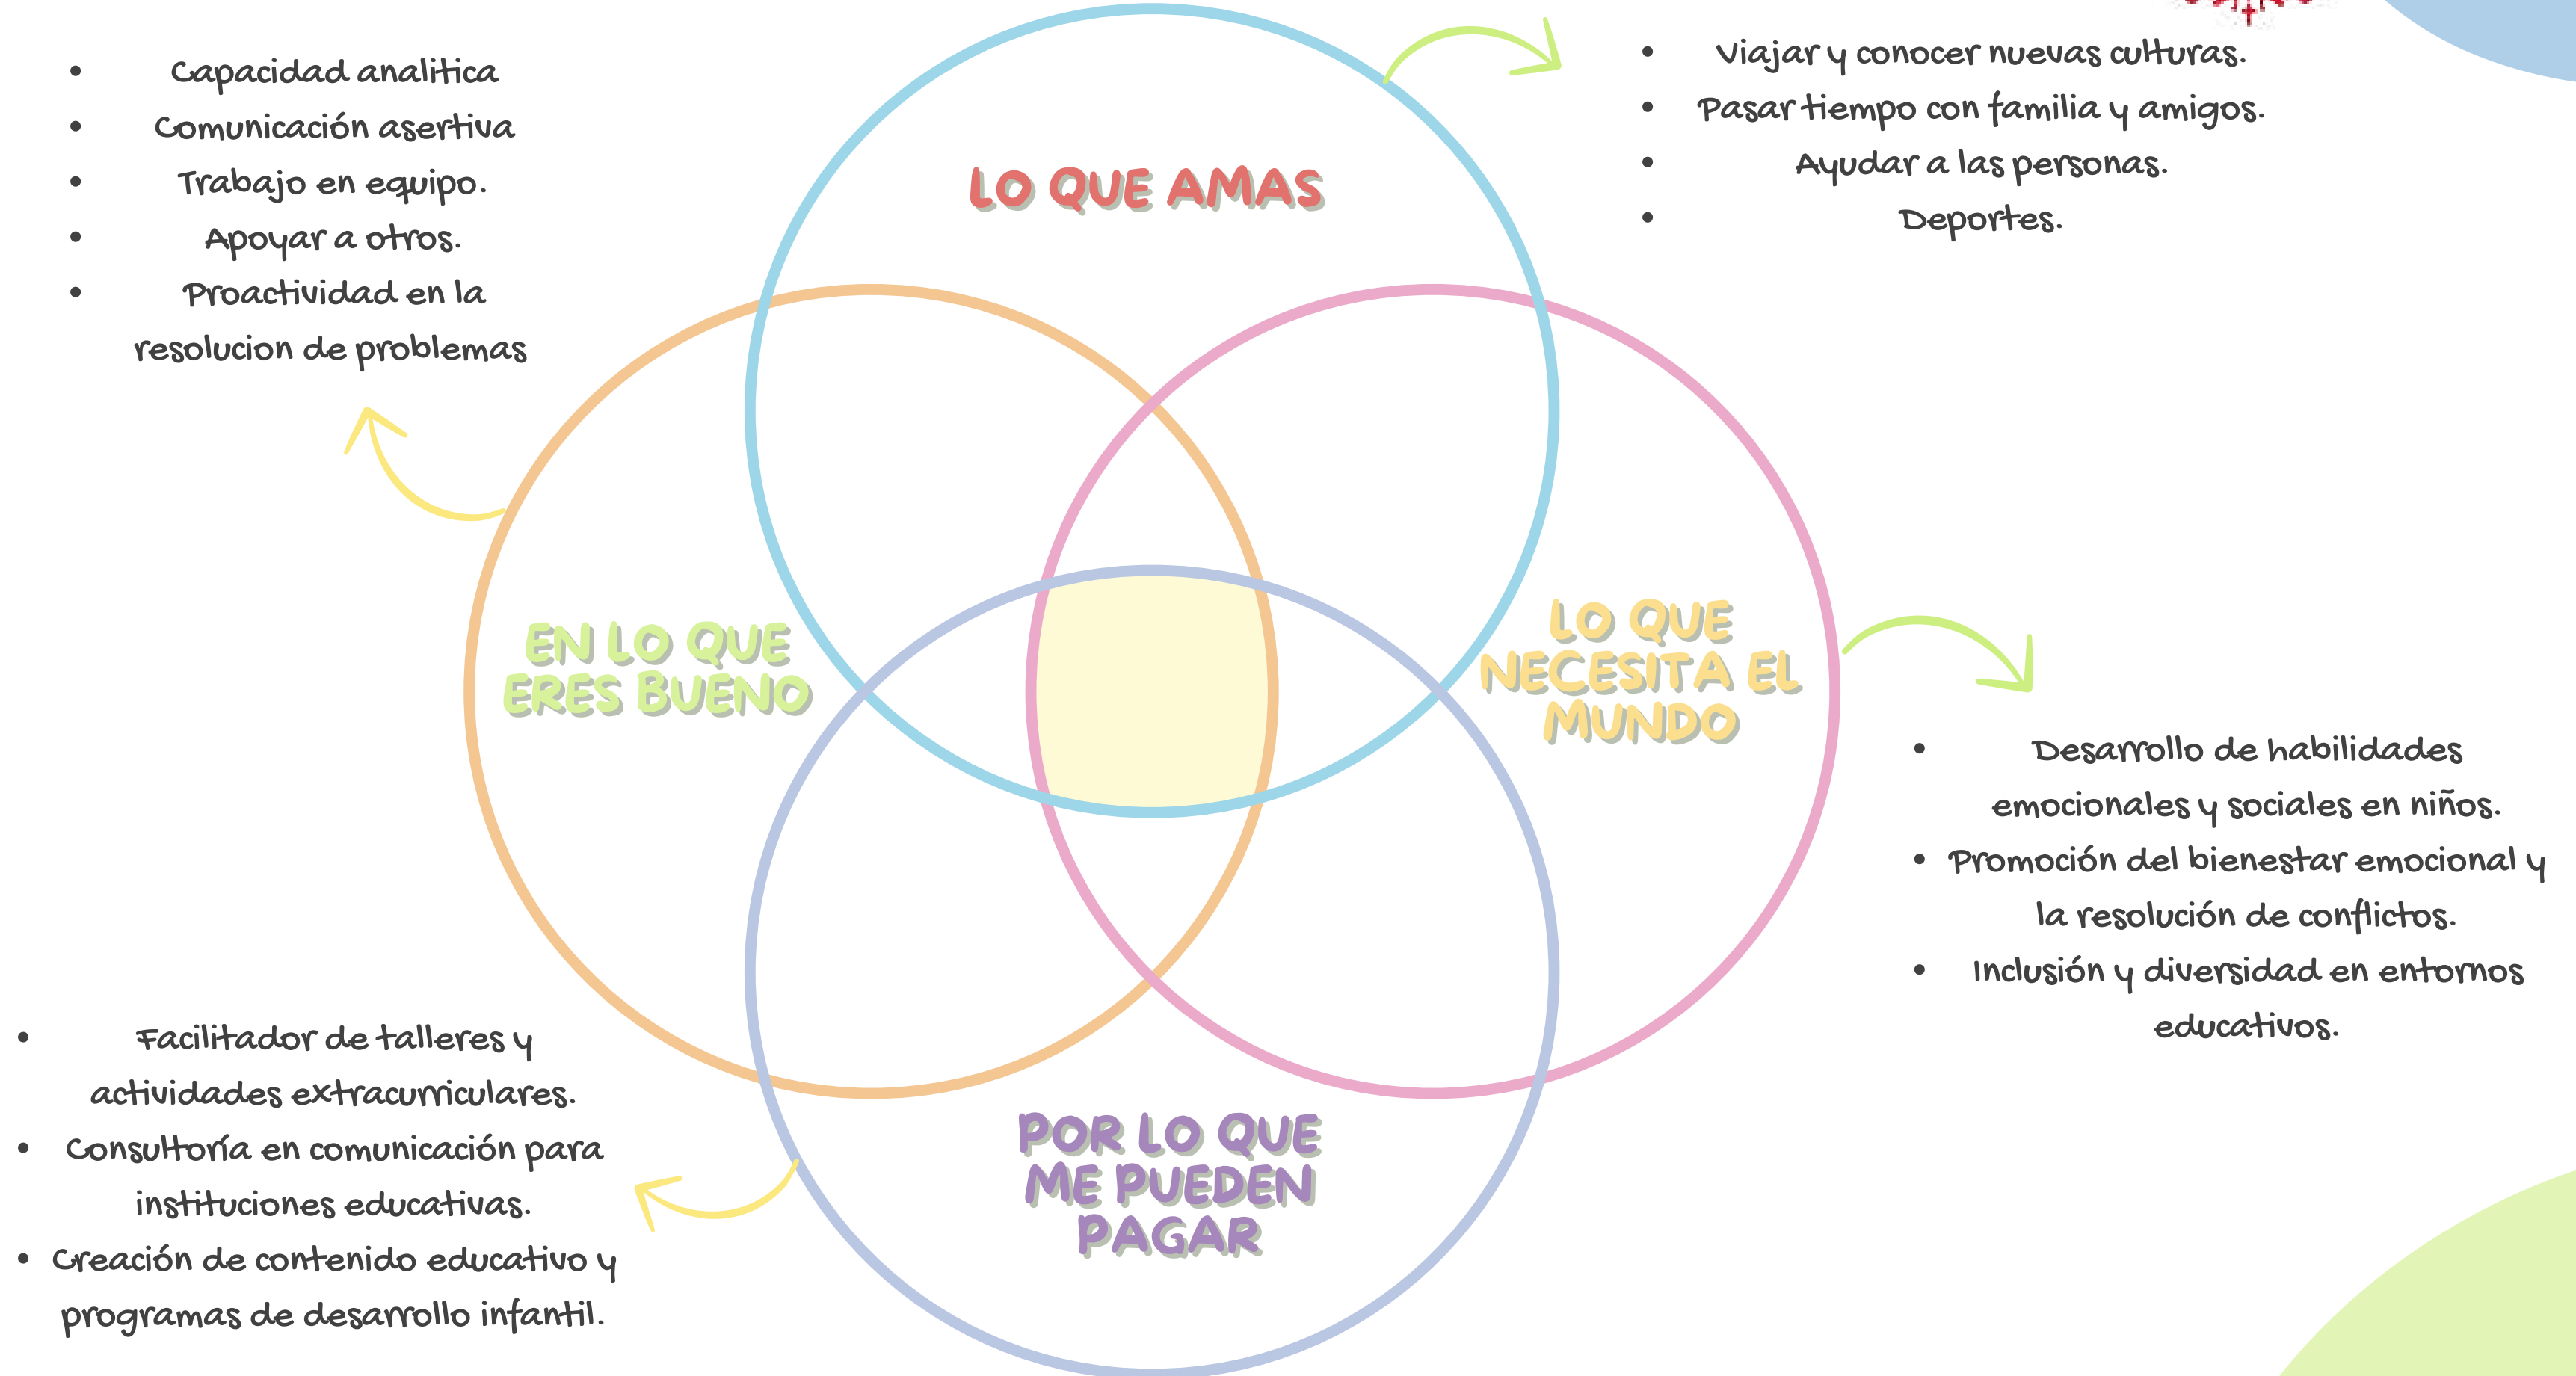 • Capacidad analitica
• Comunicación asertiva
• Trabajo en equipo.
• Apoyar a otros.
• Proactividad en la
resolucion de problemas
• Viajar y conocer nuevas culturas.
• Pasar tiempo con familia y amigos.
• Ayudar a las personas.
• Deportes.
LO QUE AMAS
EN LO QUE
ERES BUENO
LO QUE
NECESITA EL
MUNDO
• Desarrollo de habilidades
emocionales y sociales en niños.
• Promoción del bienestar emocional y
la resolución de conflictos.
• Inclusión y diversidad en entornos
educativos.
• Facilitador de talleres y
actividades extracurriculares.
• Consultoría en comunicación para
instituciones educativas.
• Creación de contenido educativo y
programas de desarrollo infantil.
POR LO QUE
ME PUEDEN
PAGAR